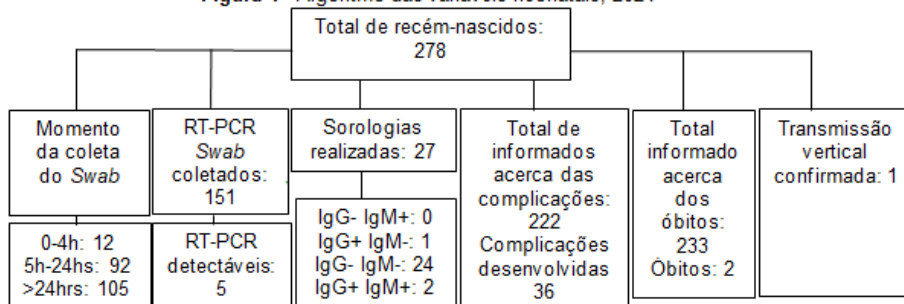 Total de recém-nascidos:
278
Momento
da coleta
do Swab
0-4h: 12
5h-24hs: 92
>24hrs: 105
RT-PCR
Swab
coletados:
151
RT-PCR
detectáveis:
5
Sorologias
realizadas: 27
IgG- IgM+: 0
IgG+ IgM-: 1
IgG- IgM-: 24
IgG+ IgM+: 2
Total de
informados
acerca das
complicações:
222
Complicações
desenvolvidas
36
Total
informado
acerca
dos
óbitos:
233
Óbitos: 2
Transmissão
vertical
confirmada: 1